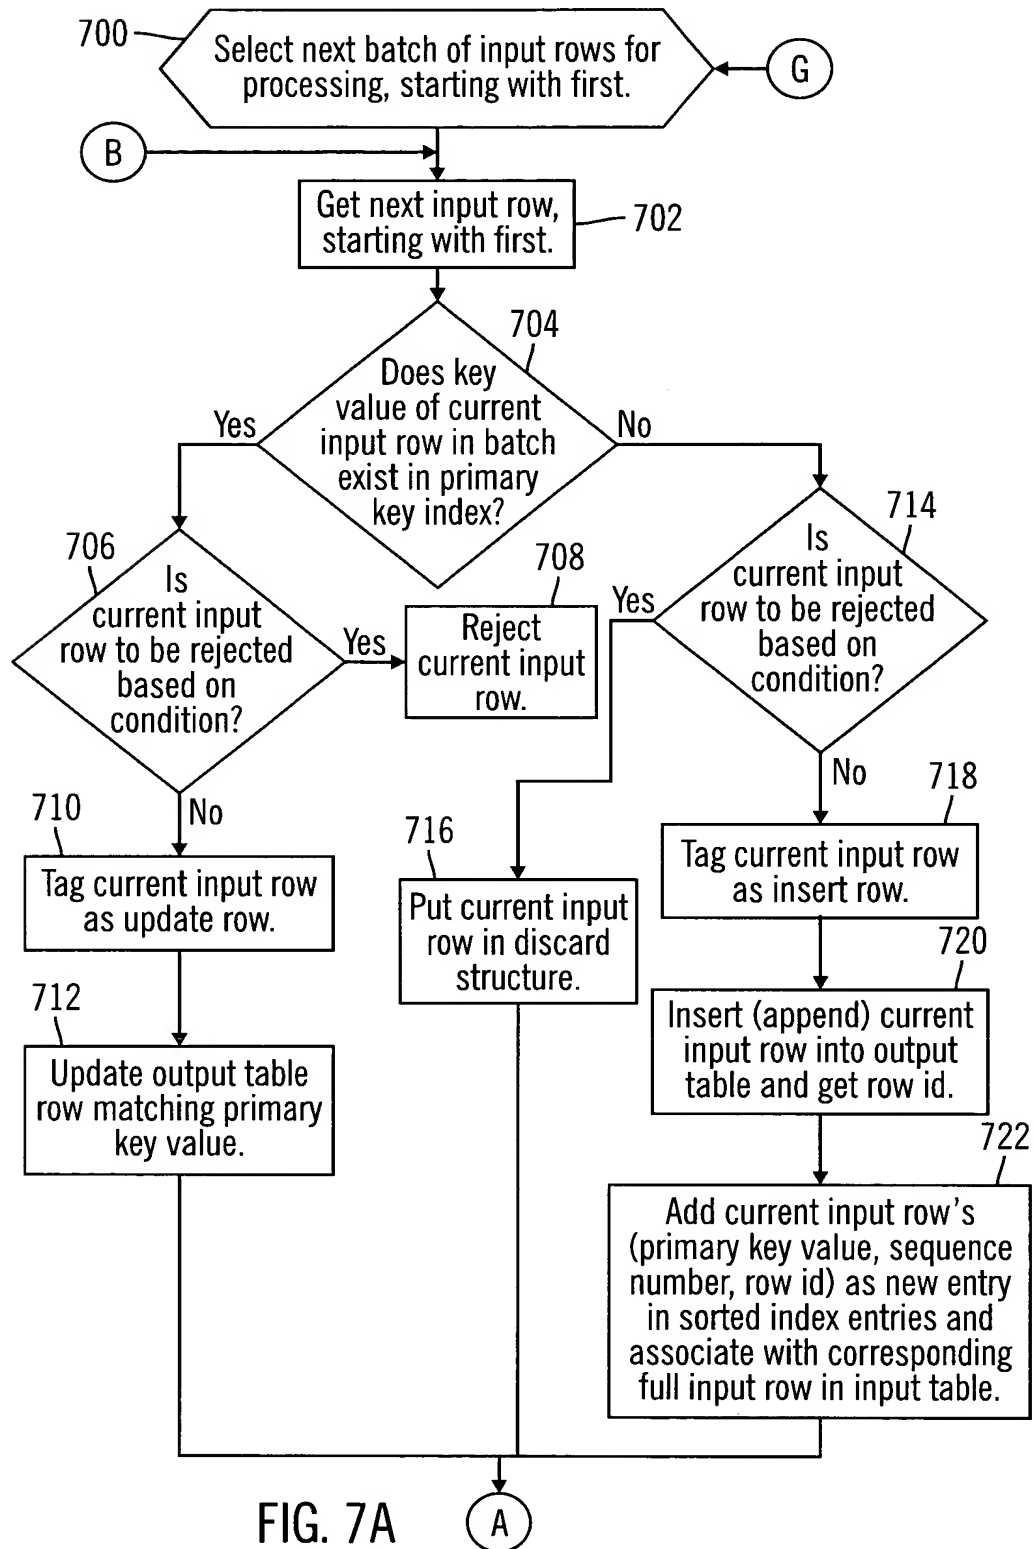 700
Select next batch of input rows for
processing, starting with first.
G
B
Get next input row,
starting with first.
702
704
Does key
value of current
input row in batch
exist in primary
key index?
Yes
No
706
Is
current input
row to be rejected
based on
condition?
Yes
No
708
Reject
current input
row.
714
Is
current input
row to be rejected
based on
condition?
Yes
No
710
Tag current input row
as update row.
712
Update output table
row matching primary
key value.
716
Put current input
row in discard
structure.
718
Tag current input row
as insert row.
720
Insert (append) current
input row into output
table and get row id.
722
Add current input row's
(primary key value, sequence
number, row id) as new entry
in sorted index entries and
associate with corresponding
full input row in input table.
A
FIG. 7A